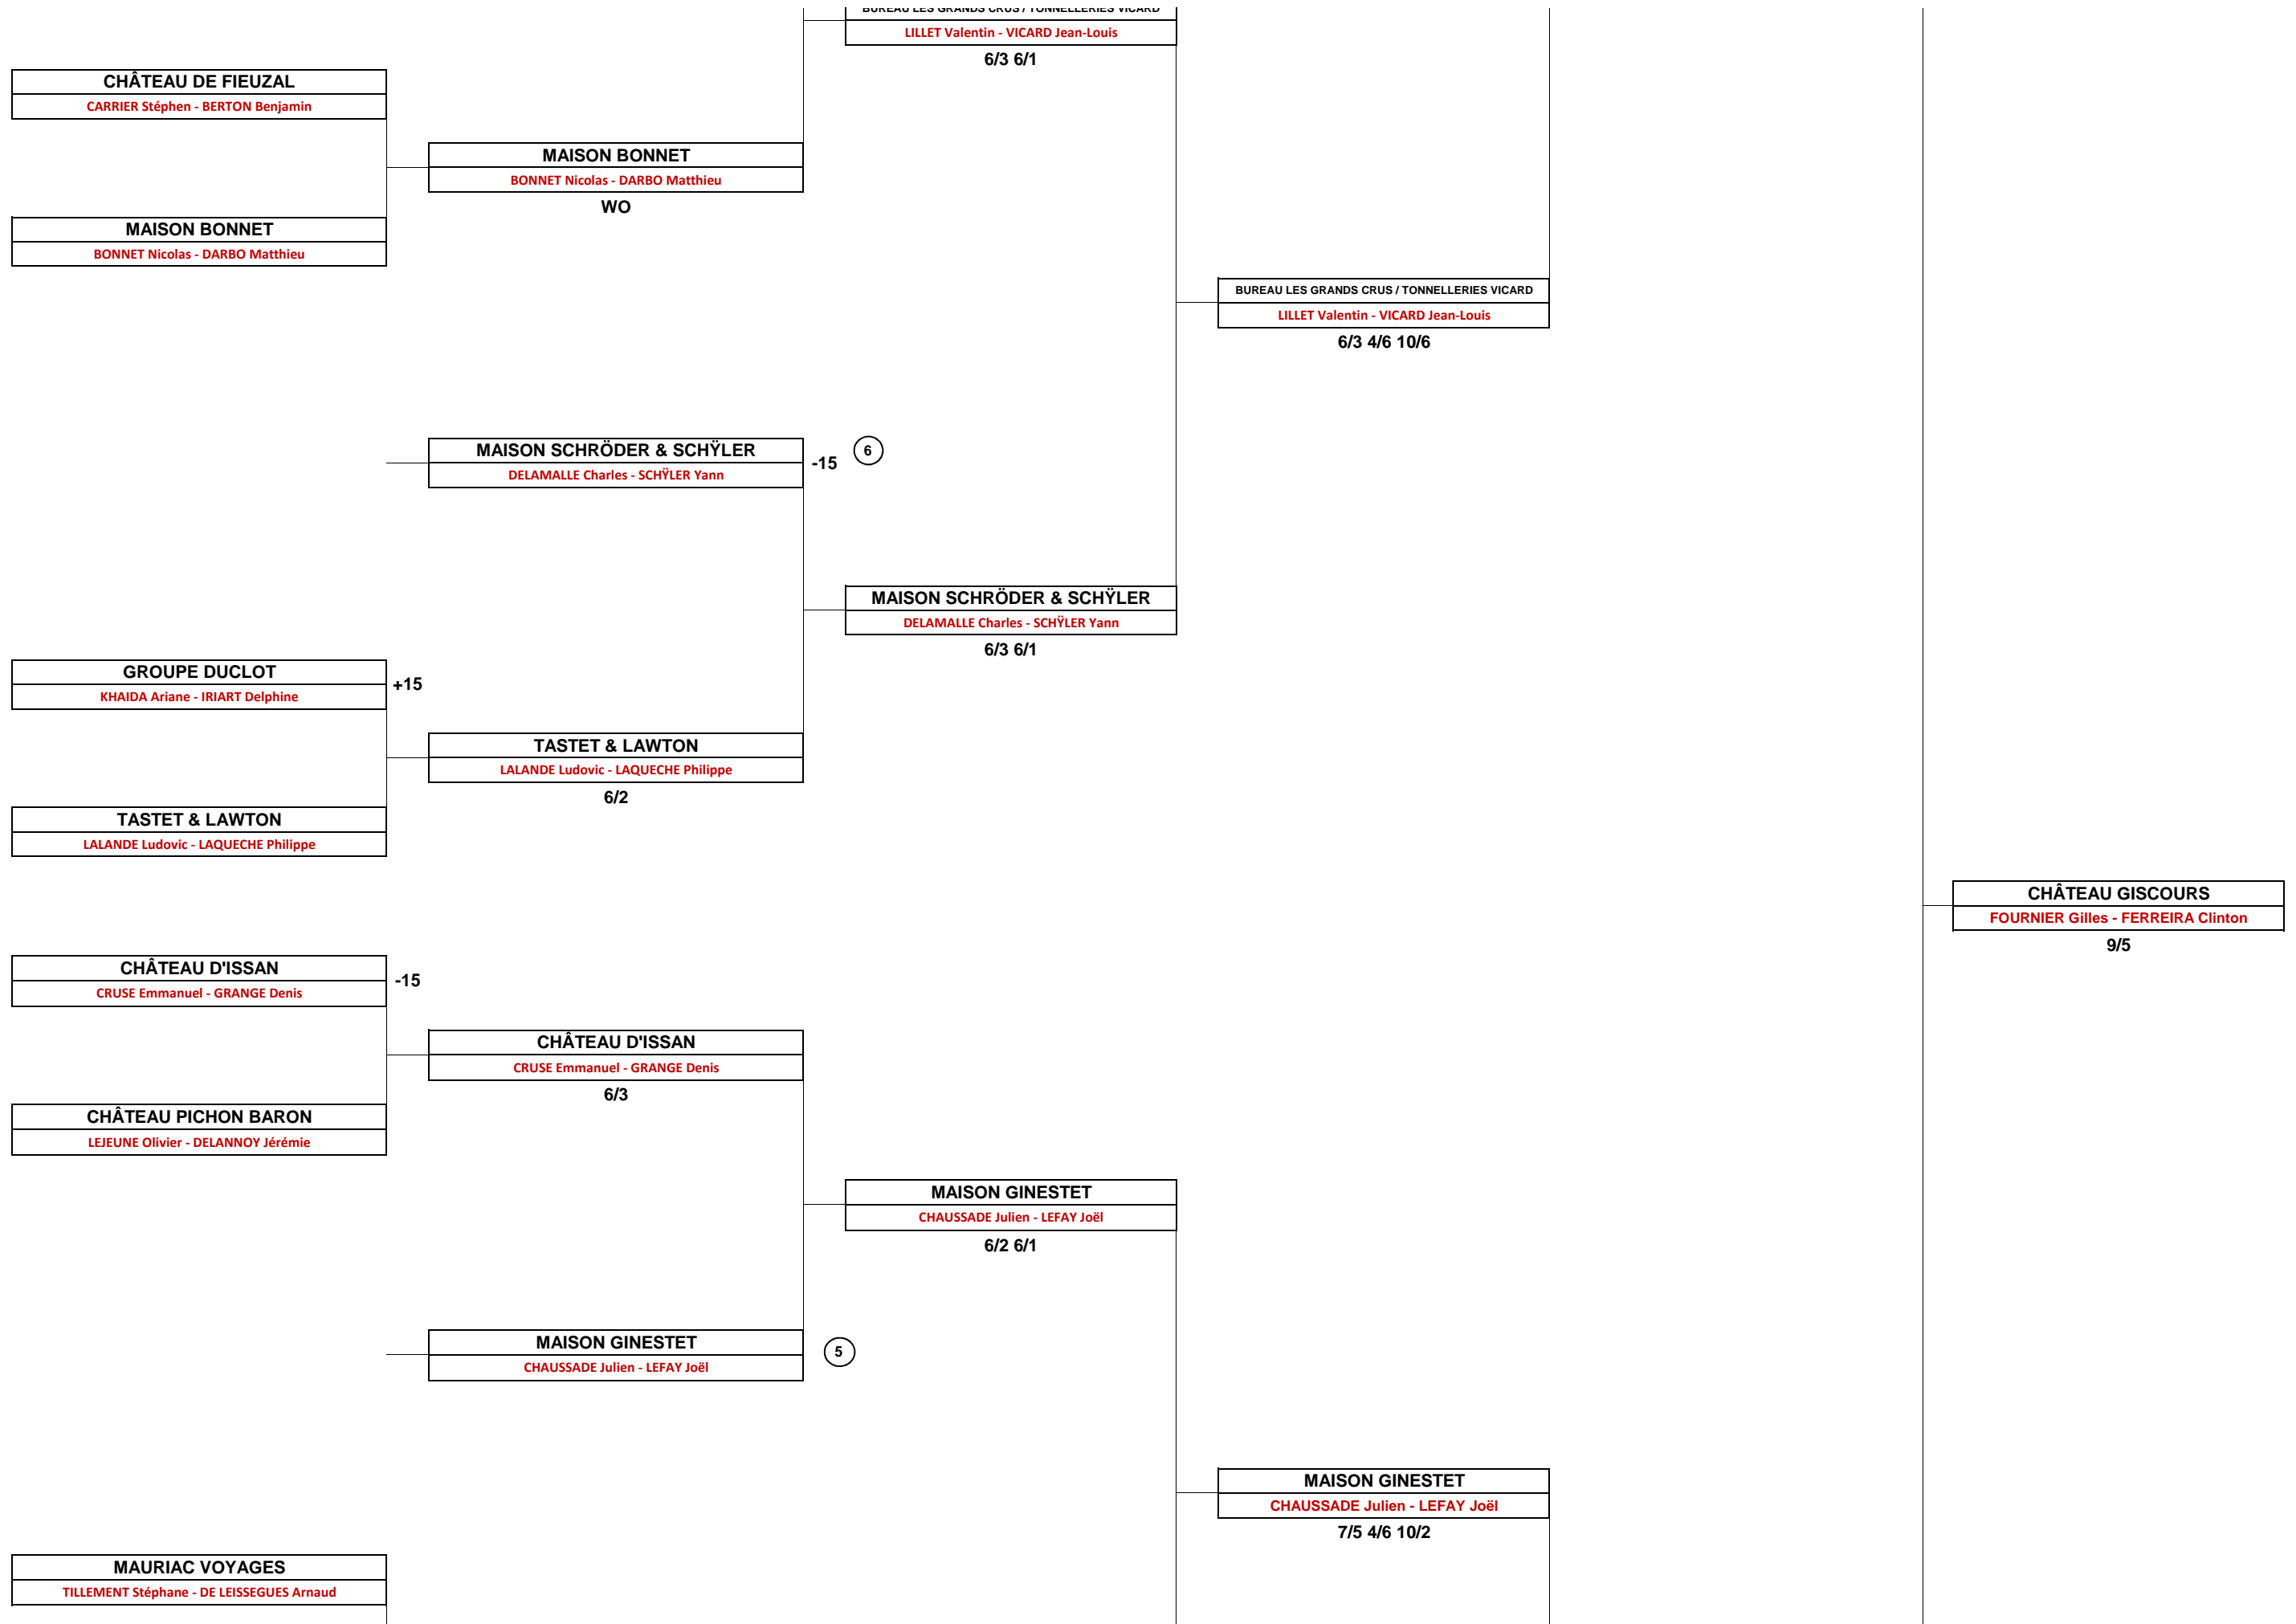 BUREAU LES GRANDS CRUS / TONNELLERIES VICARD
LILLET Valentin - VICARD Jean-Louis
6/3 6/1
CHÂTEAU DE FIEUZAL
CARRIER Stéphen - BERTON Benjamin
MAISON BONNET
BONNET Nicolas - DARBO Matthieu
WO
MAISON BONNET
BONNET Nicolas - DARBO Matthieu
BUREAU LES GRANDS CRUS / TONNELLERIES VICARD
LILLET Valentin - VICARD Jean-Louis
6/3 4/6 10/6
MAISON SCHRÖDER & SCHŸLER
DELAMALLE Charles - SCHŸLER Yann
-15
6
MAISON SCHRÖDER & SCHŸLER
DELAMALLE Charles - SCHŸLER Yann
6/3 6/1
GROUPE DUCLOT
KHAIDA Ariane - IRIART Delphine
+15
TASTET & LAWTON
LALANDE Ludovic - LAQUECHE Philippe
6/2
TASTET & LAWTON
LALANDE Ludovic - LAQUECHE Philippe
CHÂTEAU GISCOURS
FOURNIER Gilles - FERREIRA Clinton
9/5
CHÂTEAU D'ISSAN
CRUSE Emmanuel - GRANGE Denis
-15
CHÂTEAU D'ISSAN
CRUSE Emmanuel - GRANGE Denis
6/3
CHÂTEAU PICHON BARON
LEJEUNE Olivier - DELANNOY Jérémie
MAISON GINESTET
CHAUSSADE Julien - LEFAY Joël
6/2 6/1
MAISON GINESTET
CHAUSSADE Julien - LEFAY Joël
5
MAISON GINESTET
CHAUSSADE Julien - LEFAY Joël
7/5 4/6 10/2
MAURIAC VOYAGES
TILLEMENT Stéphane - DE LEISSEGUES Arnaud